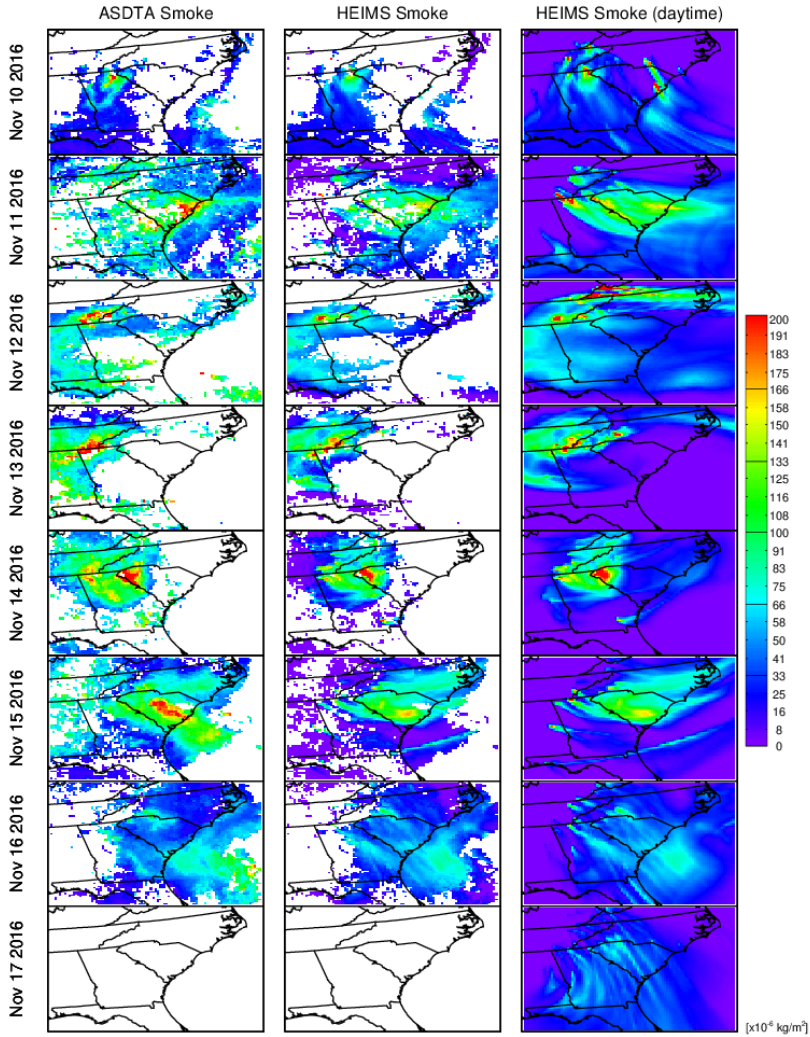 ASDTA Smoke
HEIMS Smoke
HEIMS Smoke (daytime)
Nov 10 2016
Nov 11 2016
Nov 12 2016
Nov 13 2016
Nov 14 2016
Nov 15 2016
Nov 16 2016
Nov 17 2016
200
191
183
175
166
158
150
141
133
125
116
108
100
91
83
74
66
58
49
41
33
25
16
8
0
[x10⁻⁶ kg/m²]